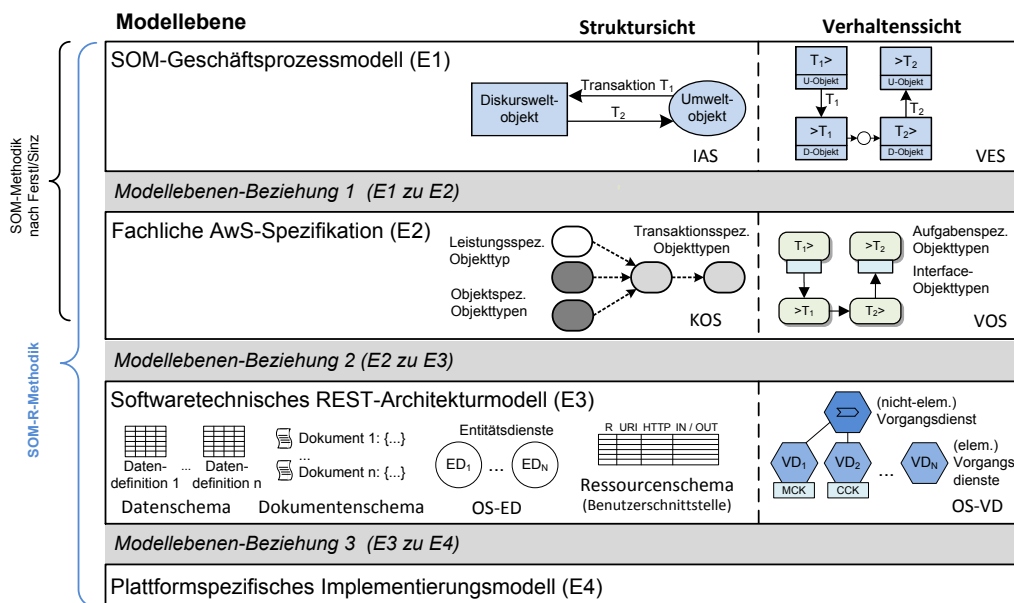 Modellebene
Struktursicht
Verhaltenssicht
SOM-Methodik
nach Ferstl/Sinz
SOM-R-Methodik
SOM-Geschäftsprozessmodell (E1)
Diskurswelt-
objekt
Transaktion T1
T2
Umwelt-
objekt
IAS
T1>
U-Objekt
>T2
U-Objekt
T1
T2
>T1
D-Objekt
T2>
D-Objekt
VES
Modellebenen-Beziehung 1 (E1 zu E2)
Fachliche AwS-Spezifikation (E2)
Leistungsspez.
Objekttyp
Objektspez.
Objekttypen
Transaktionsspez.
Objekttypen
KOS
T1>
>T2
>T1
T2>
Aufgabenspez.
Objekttypen
Interface-
Objekttypen
VOS
Modellebenen-Beziehung 2 (E2 zu E3)
Softwaretechnisches REST-Architekturmodell (E3)
Daten-
definition 1
...
Daten-
definition n
Datenschema
Dokument 1: {...}
...
Dokument n: {...}
Dokumentenschema
Entitätsdienste
ED1
...
EDN
OS-ED
R URI HTTP IN / OUT
Ressourcenschema
(Benutzerschnittstelle)
(nicht-elem.)
Vorgangsdienst
VD1
MCK
VD2
CCK
...
VDN
(elem.)
Vorgangs
dienste
OS-VD
Modellebenen-Beziehung 3 (E3 zu E4)
Plattformspezifisches Implementierungsmodell (E4)